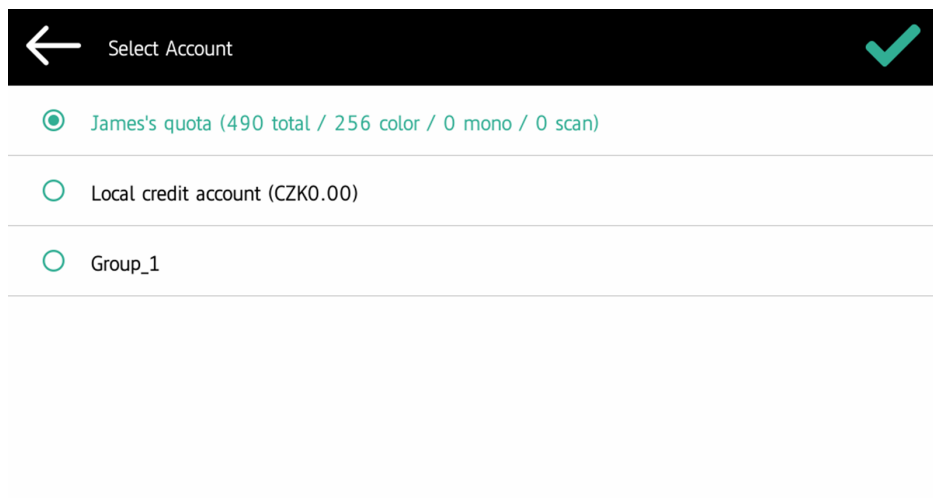 Select Account
James's quota (490 total / 256 color / 0 mono / 0 scan)
Local credit account (CZK0.00)
Group_1